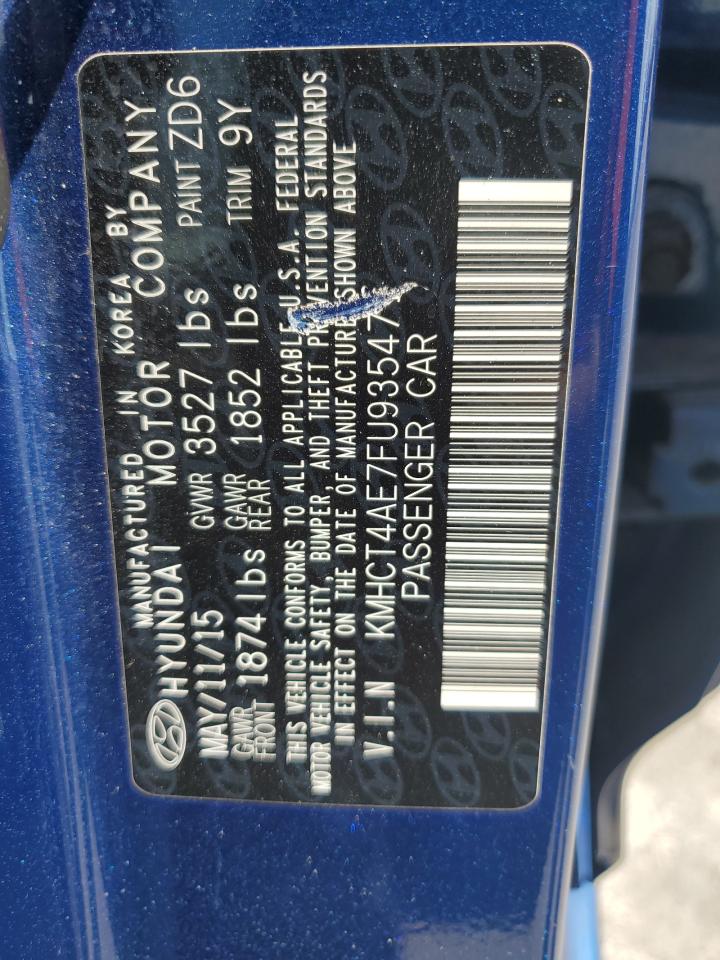 MANUFACTURED IN KOREA BY
HYUNDAI MOTOR COMPANY
MAY/11/15 GVWR 3527 lbs PAINT ZD6
GAWR FRONT 1874 lbs GAWR REAR 1852 lbs TRIM 9Y
THIS VEHICLE CONFORMS TO ALL APPLICABLE U.S.A. FEDERAL
MOTOR VEHICLE SAFETY, BUMPER, AND THEFT PREVENTION STANDARDS
IN EFFECT ON THE DATE OF MANUFACTURE SHOWN ABOVE
V.I.N KMHCT4AE7FU93547
PASSENGER CAR